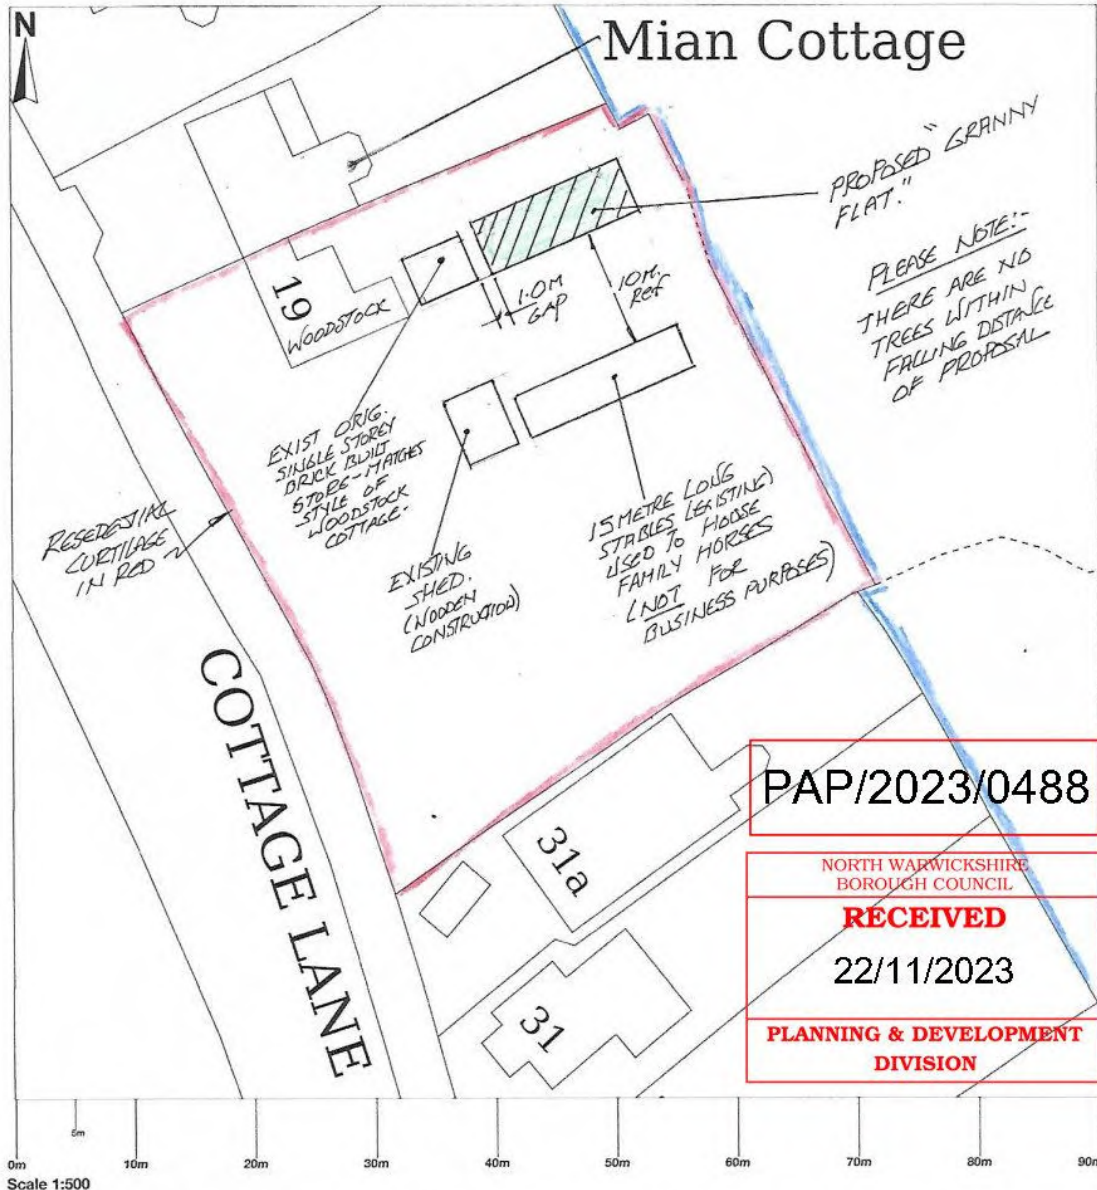 N
Mian Cottage
PROPOSED "GRANNY
FLAT."
PLEASE NOTE:-
THERE ARE NO
TREES WITHIN
FALLING DISTANCE
OF PROPOSAL
19
WOODSTOCK
1.0M
GAP
10M.
REF
EXIST ORIG.
SINGLE STOREY
BRICK BUILT
STORE-MATCHES
STYLE OF
WOODSTOCK
COTTAGE.
RESEDESTIAL
CURTILAGE
IN RED
EXISTING
SHED.
(WOODEN
CONSTRUCTION)
15 METRE LONG
STABLES (EXISTING)
USED TO HOUSE
FAMILY HORSES
(NOT FOR
BUSINESS PURPOSES)
COTTAGE LANE
31a
31
PAP/2023/0488
NORTH WARWICKSHIRE
BOROUGH COUNCIL
RECEIVED
22/11/2023
PLANNING & DEVELOPMENT
DIVISION
5m
0m 10m 20m 30m 40m 50m 60m 70m 80m 90m
Scale 1:500